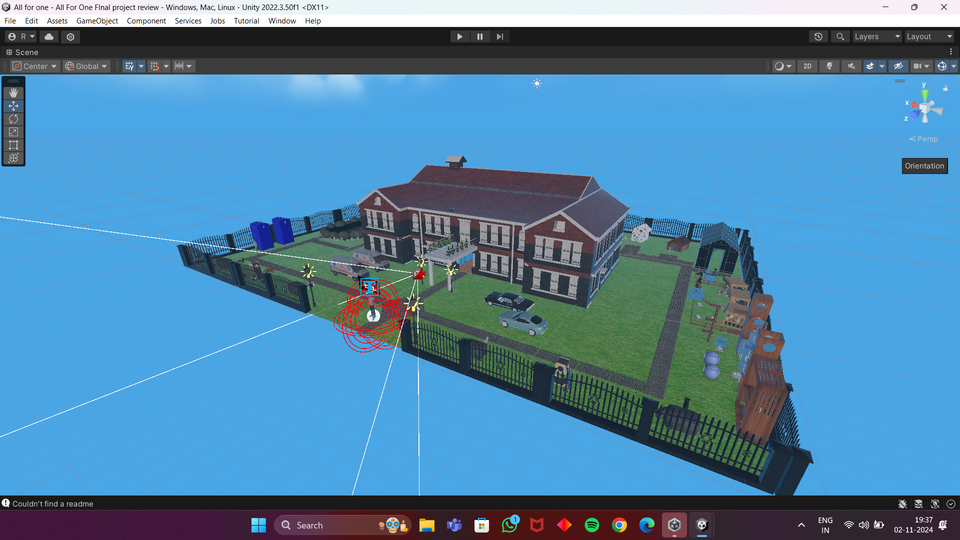 All for one - All For One FInal project review - Windows, Mac, Linux - Unity 2022.3.50f1 <DX11>
File Edit Assets GameObject Component Services Jobs Tutorial Window Help
R Layers Layout
Scene
Center Global 2D
y
x
z
Persp
Orientation
Couldn't find a readme
Search
1
ENG
IN
19:37
02-11-2024